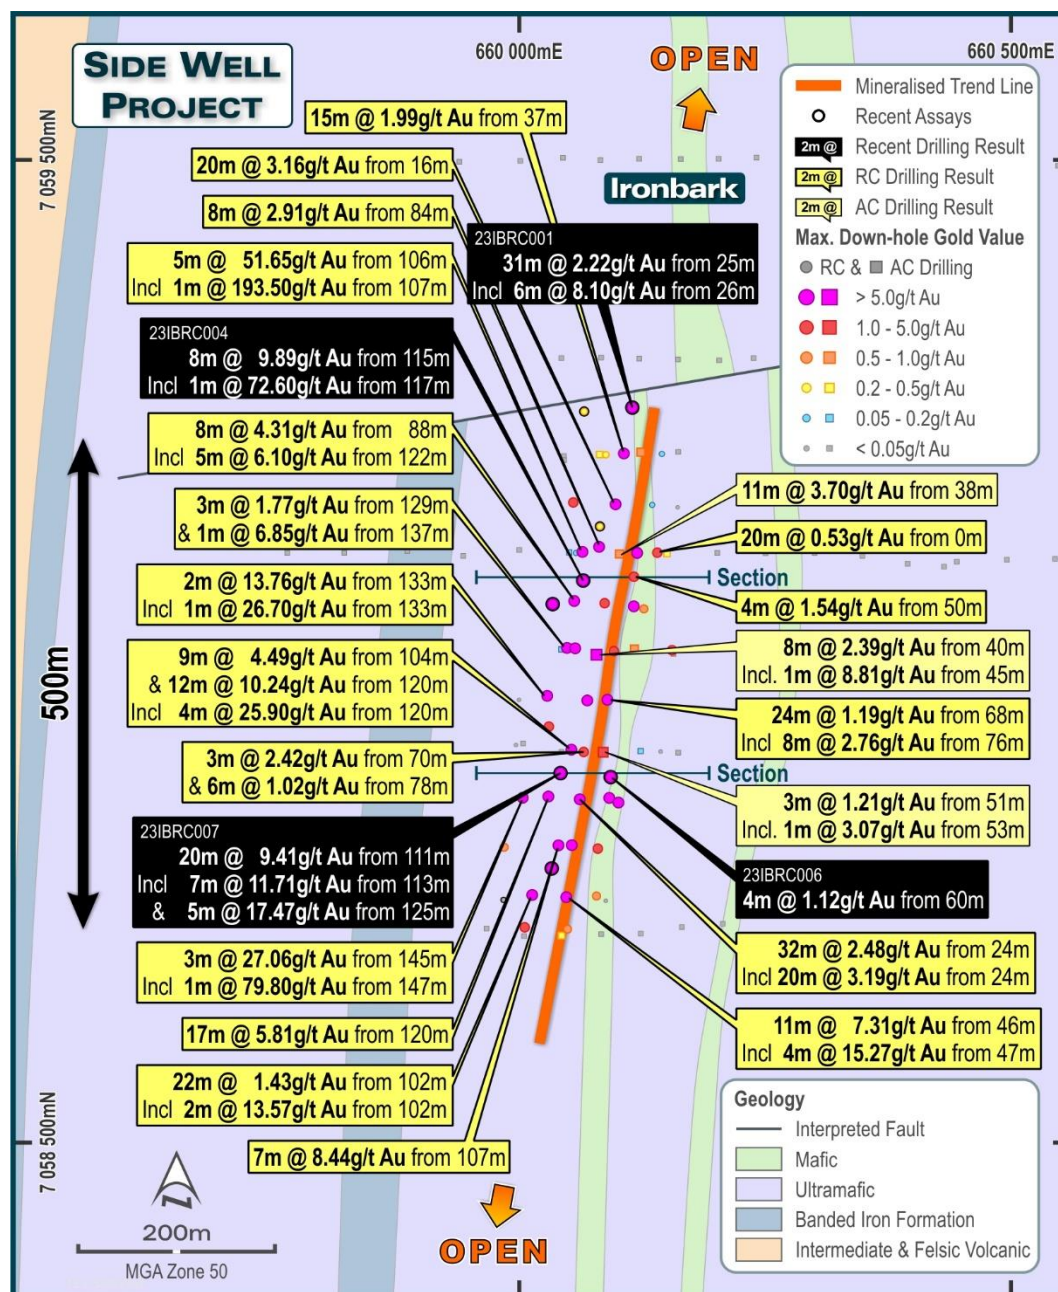 660 000mE
660 500mE
SIDE WELL
PROJECT
OPEN
7 059 500mN
Mineralised Trend Line
Recent Assays
2m @ Recent Drilling Result
2m @ RC Drilling Result
2m @ AC Drilling Result
Max. Down-hole Gold Value
RC & AC Drilling
> 5.0g/t Au
1.0 - 5.0g/t Au
0.5 - 1.0g/t Au
0.2 - 0.5g/t Au
0.05 - 0.2g/t Au
< 0.05g/t Au
15m @ 1.99g/t Au from 37m
20m @ 3.16g/t Au from 16m
Ironbark
8m @ 2.91g/t Au from 84m
23IBRC001
31m @ 2.22g/t Au from 25m
Incl 6m @ 8.10g/t Au from 26m
5m @ 51.65g/t Au from 106m
Incl 1m @ 193.50g/t Au from 107m
23IBRC004
8m @ 9.89g/t Au from 115m
Incl 1m @ 72.60g/t Au from 117m
8m @ 4.31g/t Au from 88m
Incl 5m @ 6.10g/t Au from 122m
3m @ 1.77g/t Au from 129m
& 1m @ 6.85g/t Au from 137m
2m @ 13.76g/t Au from 133m
Incl 1m @ 26.70g/t Au from 133m
9m @ 4.49g/t Au from 104m
& 12m @ 10.24g/t Au from 120m
Incl 4m @ 25.90g/t Au from 120m
3m @ 2.42g/t Au from 70m
& 6m @ 1.02g/t Au from 78m
23IBRC007
20m @ 9.41g/t Au from 111m
Incl 7m @ 11.71g/t Au from 113m
& 5m @ 17.47g/t Au from 125m
3m @ 27.06g/t Au from 145m
Incl 1m @ 79.80g/t Au from 147m
17m @ 5.81g/t Au from 120m
22m @ 1.43g/t Au from 102m
Incl 2m @ 13.57g/t Au from 102m
7m @ 8.44g/t Au from 107m
500m
11m @ 3.70g/t Au from 38m
20m @ 0.53g/t Au from 0m
Section
4m @ 1.54g/t Au from 50m
8m @ 2.39g/t Au from 40m
Incl. 1m @ 8.81g/t Au from 45m
24m @ 1.19g/t Au from 68m
Incl 8m @ 2.76g/t Au from 76m
Section
3m @ 1.21g/t Au from 51m
Incl. 1m @ 3.07g/t Au from 53m
23IBRC006
4m @ 1.12g/t Au from 60m
32m @ 2.48g/t Au from 24m
Incl 20m @ 3.19g/t Au from 24m
11m @ 7.31g/t Au from 46m
Incl 4m @ 15.27g/t Au from 47m
7 058 500mN
N
200m
MGA Zone 50
OPEN
Geology
Interpreted Fault
Mafic
Ultramafic
Banded Iron Formation
Intermediate & Felsic Volcanic